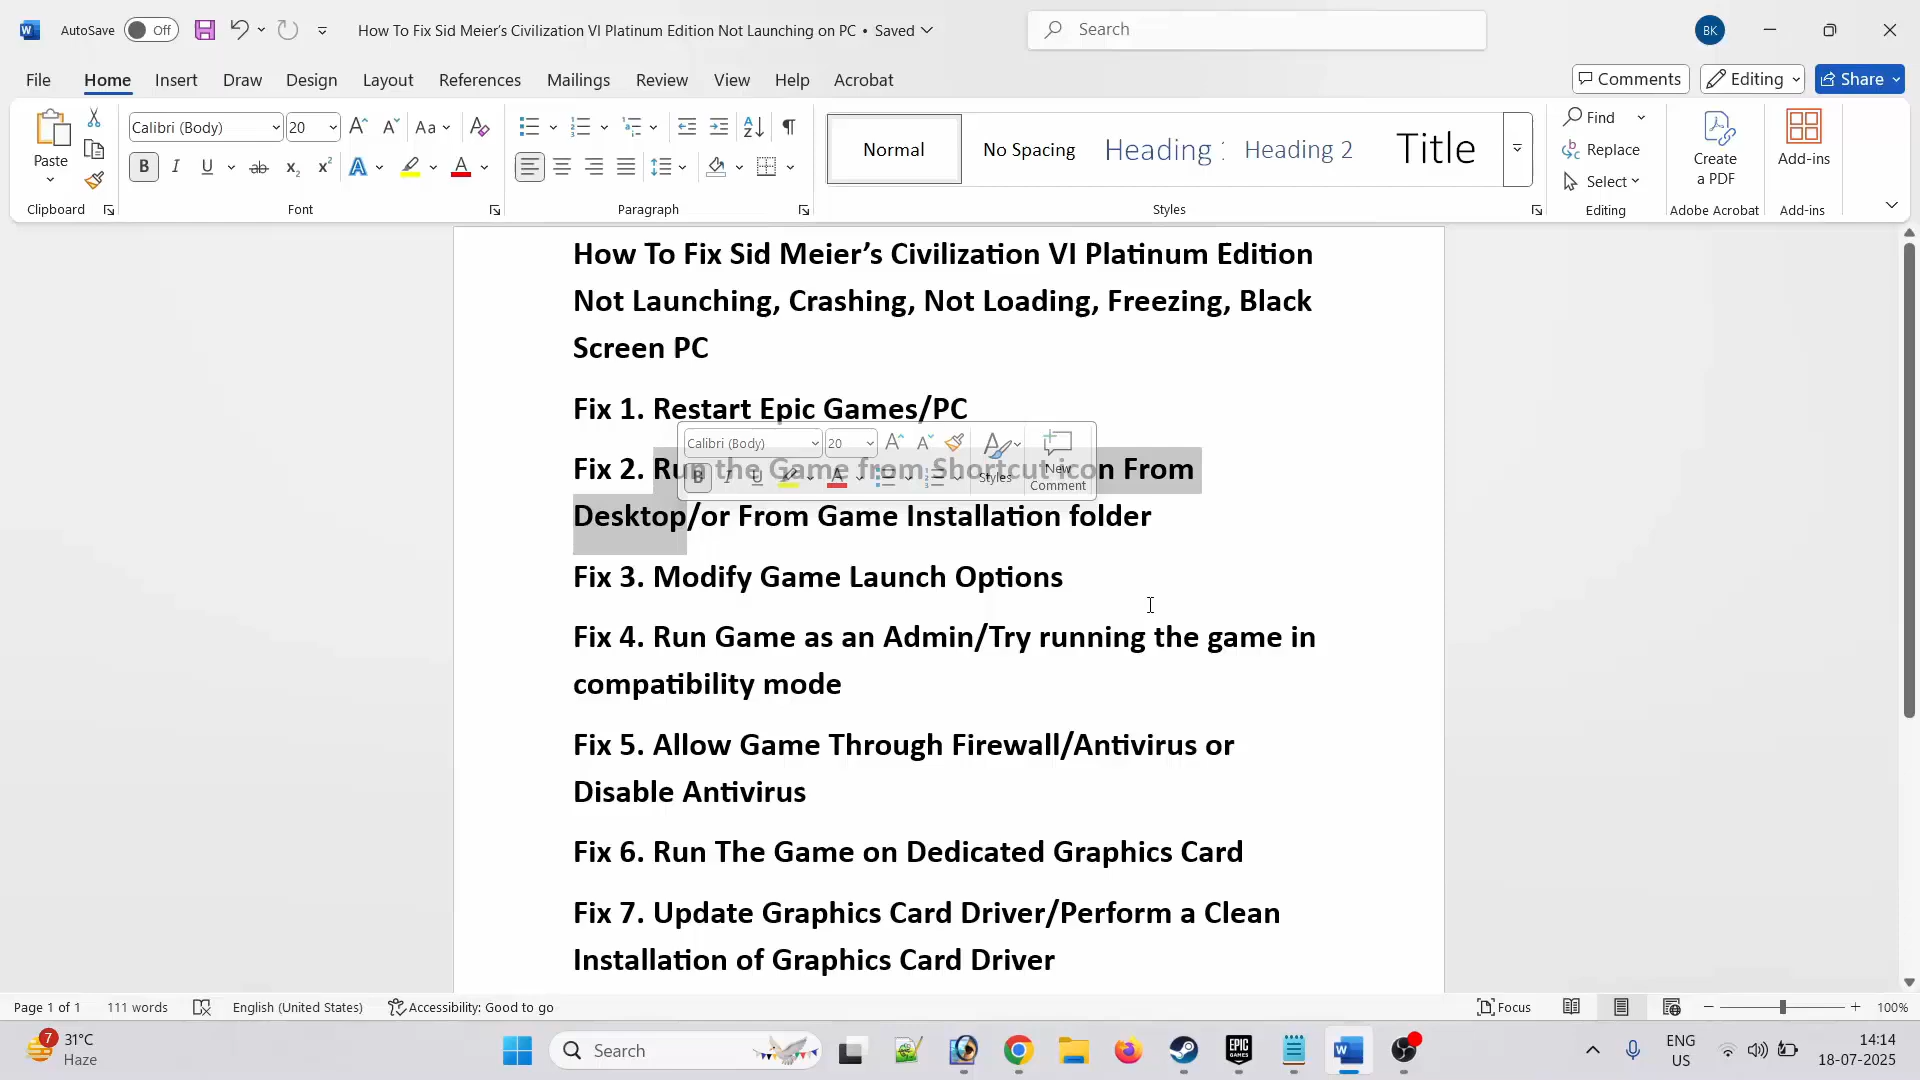 AutoSave Off How To Fix Sid Meier’s Civilization VI Platinum Edition Not Launching on PC • Saved Search BK
File Home Insert Draw Design Layout References Mailings Review View Help Acrobat Comments Editing Share
Paste Calibri (Body) 20 Aa Normal No Spacing Heading 1 Heading 2 Title Find Replace Select Create a PDF Add-ins
Clipboard Font Paragraph Styles Editing Adobe Acrobat Add-ins
How To Fix Sid Meier’s Civilization VI Platinum Edition
Not Launching, Crashing, Not Loading, Freezing, Black
Screen PC
Fix 1. Restart Epic Games/PC
Calibri (Body) 20
Styles New Comment
Fix 2. Run the Game from Shortcut icon From
Desktop/or From Game Installation folder
Fix 3. Modify Game Launch Options
Fix 4. Run Game as an Admin/Try running the game in
compatibility mode
Fix 5. Allow Game Through Firewall/Antivirus or
Disable Antivirus
Fix 6. Run The Game on Dedicated Graphics Card
Fix 7. Update Graphics Card Driver/Perform a Clean
Installation of Graphics Card Driver
Page 1 of 1 111 words English (United States) Accessibility: Good to go Focus 100%
7 31°C
Haze
Search
EPIC GAMES
ENG
US
14:14
18-07-2025